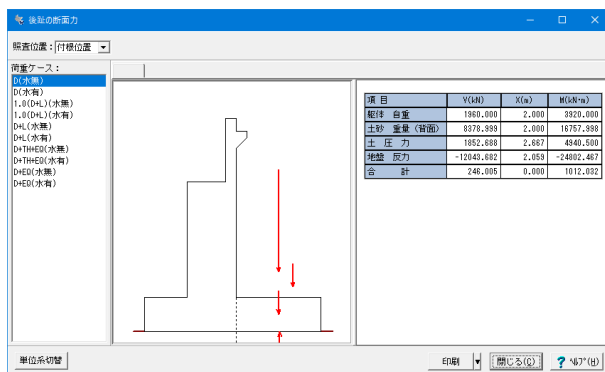 後趾の断面力
照査位置：付根位置
荷重ケース：
D(水無)
D(水有)
1.0(D+L)(水無)
1.0(D+L)(水有)
D+L(水無)
D+L(水有)
D+TH+EQ(水無)
D+TH+EQ(水有)
D+EQ(水無)
D+EQ(水有)
項 目 V(kN) X(m) M(kN・m)
躯体 自重 1960.000 2.000 3920.000
土砂 重量（背面） 8378.999 2.000 16757.998
土 圧 力 1852.688 2.667 4940.500
地盤 反力 -12043.682 2.059 -24802.467
合 計 246.005 0.000 1012.032
単位系切替
印刷
閉じる(C)
? ヘルプ(H)